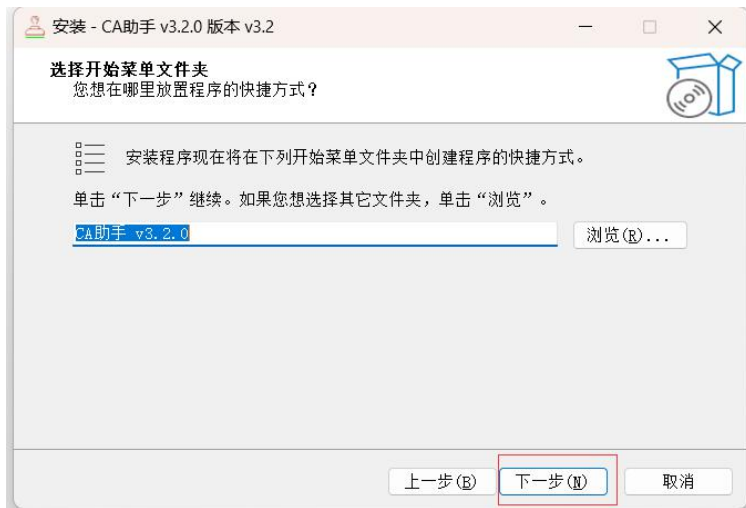 安装 - CA助手 v3.2.0 版本 v3.2
选择开始菜单文件夹
您想在哪里放置程序的快捷方式?
安装程序现在将在下列开始菜单文件夹中创建程序的快捷方式。
单击“下一步”继续。如果您想选择其它文件夹，单击“浏览”。
CA助手 v3.2.0
浏览(R)...
上一步(B)
下一步(N)
取消